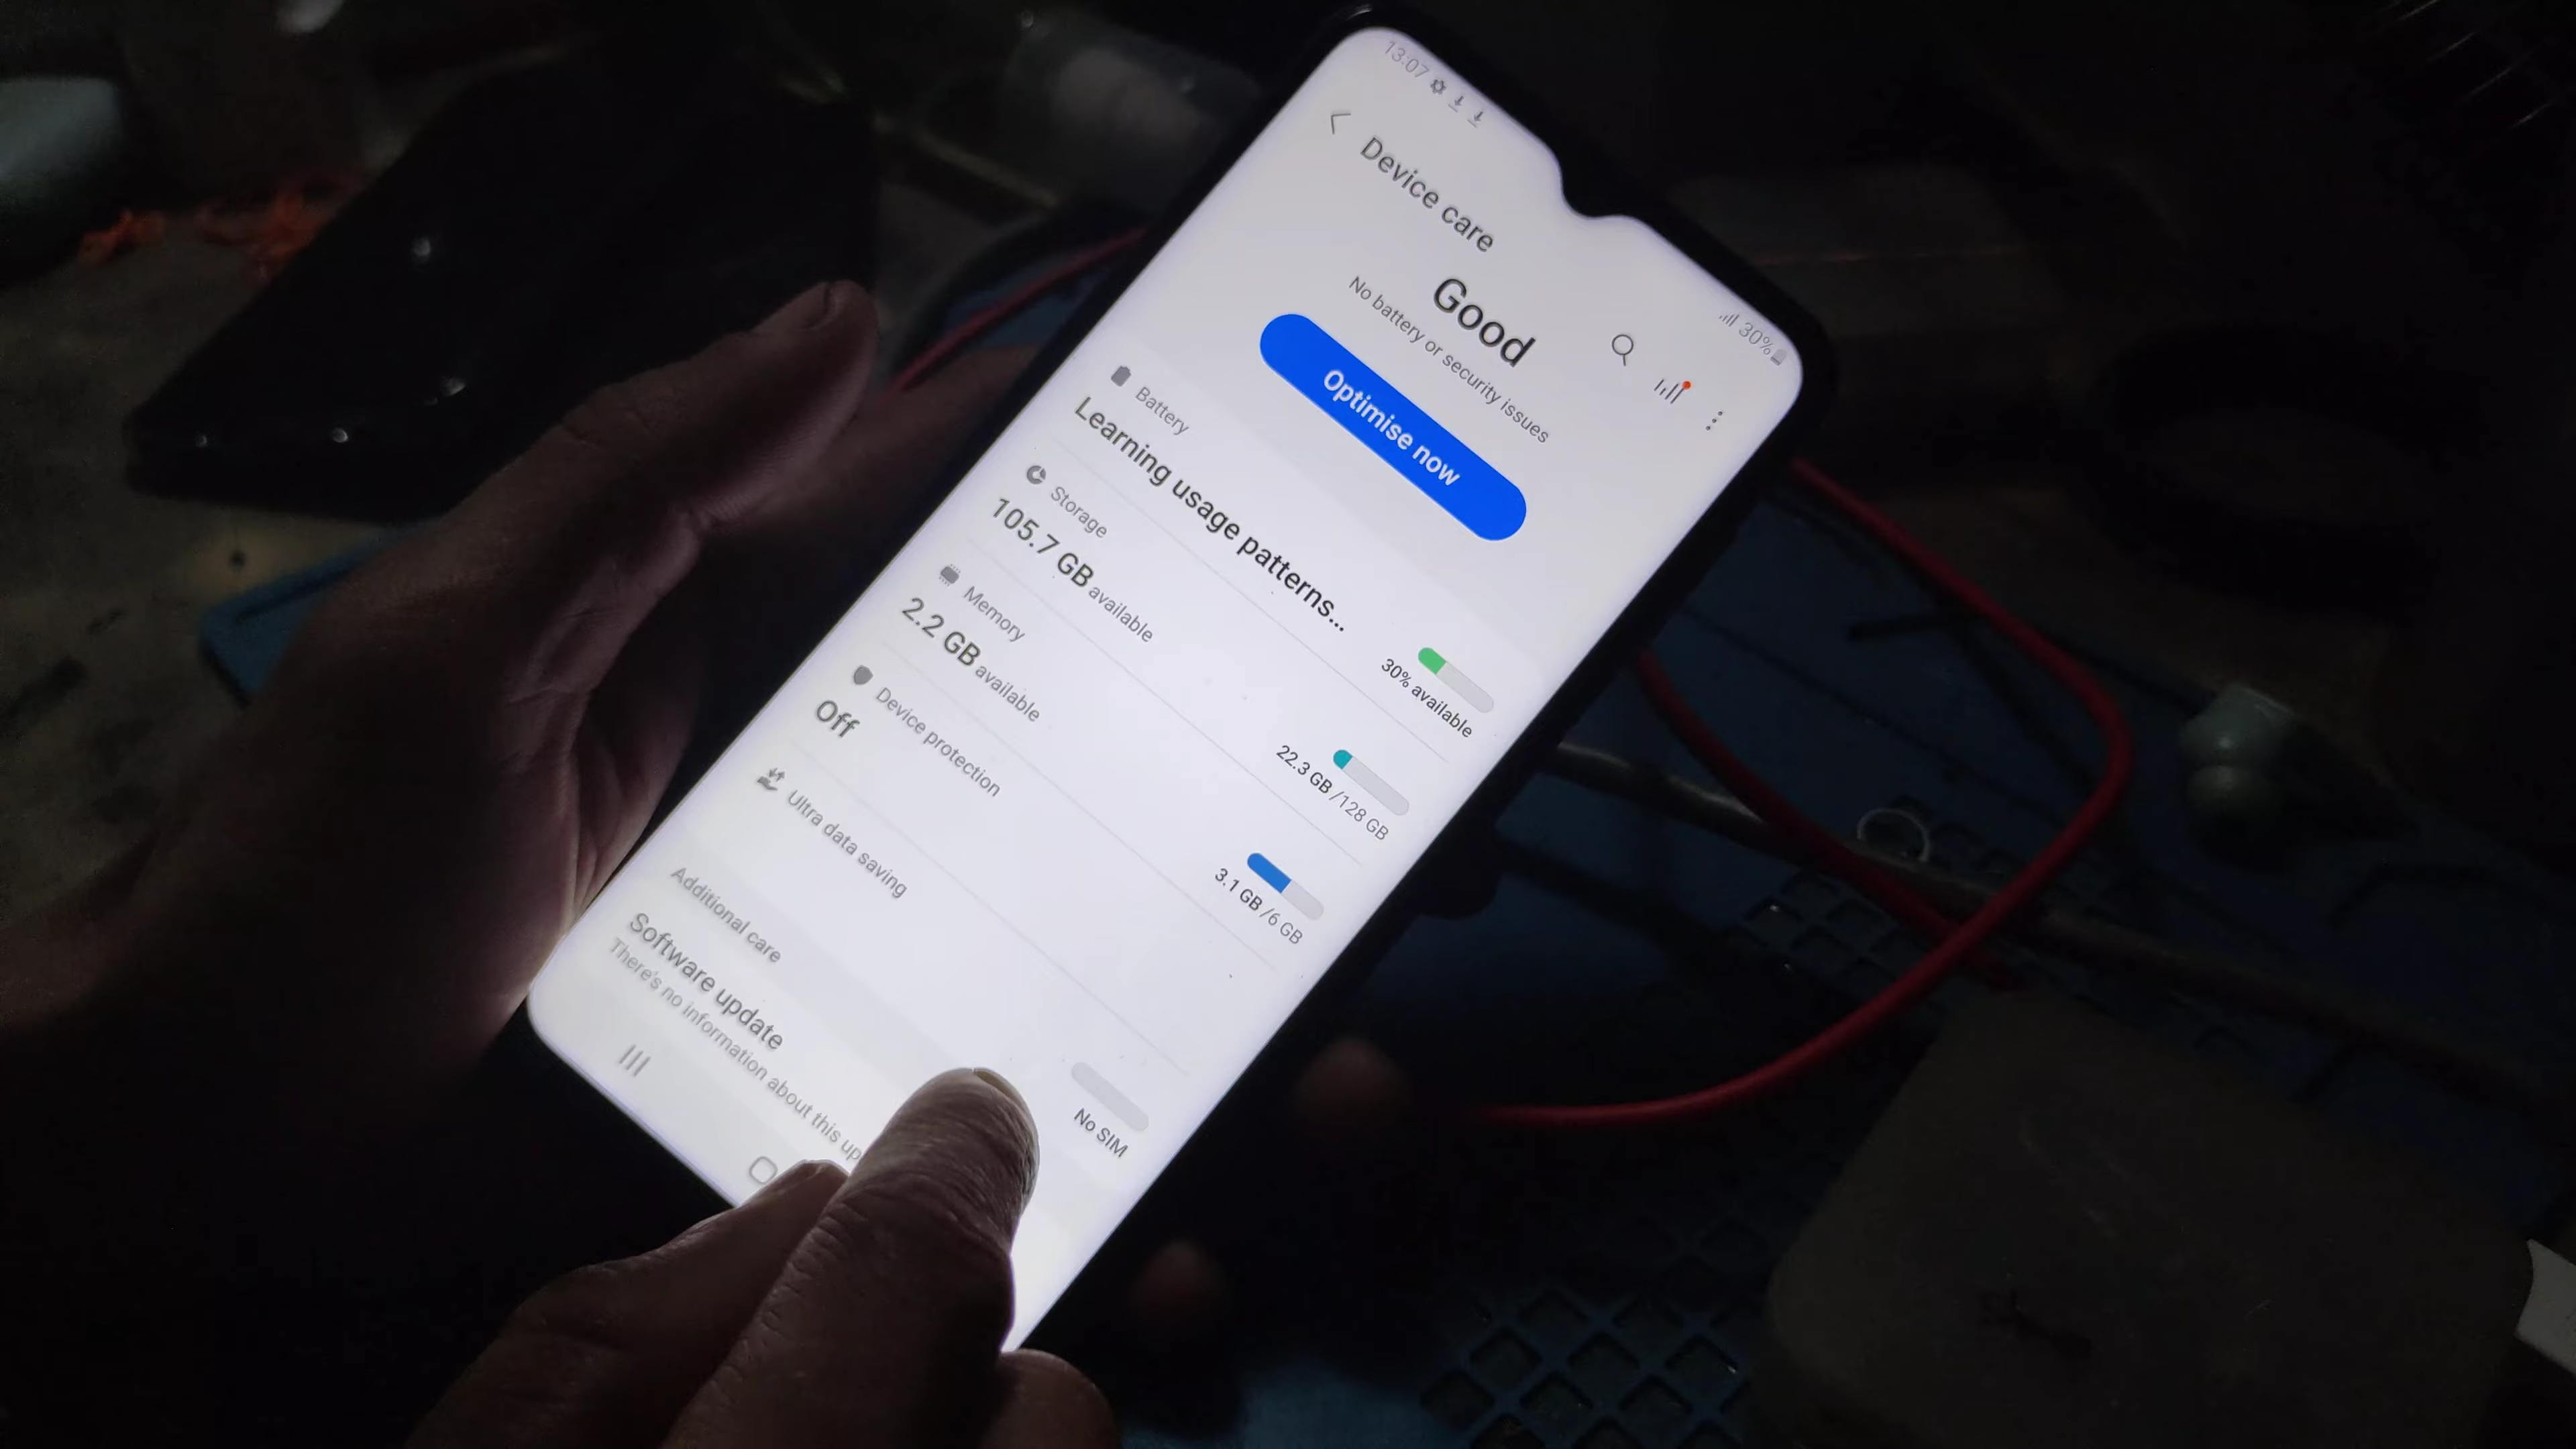 13:07
30%
Device care
Good
No battery or security issues
Optimise now
Battery
Learning usage patterns...
30% available
Storage
105.7 GB available
22.3 GB /128 GB
Memory
2.2 GB available
3.1 GB /6 GB
Device protection
Off
Ultra data saving
No SIM
Additional care
Software update
There's no information about this up